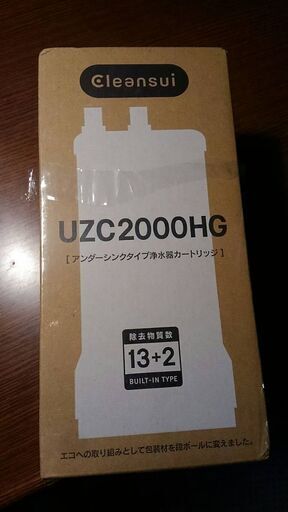 Cleansui
UZC2000HG
[ アンダーシンクタイプ浄水器カートリッジ ]
除去物質数
13+2
BUILT-IN TYPE
エコへの取り組みとして包装材を段ボールに変えました。